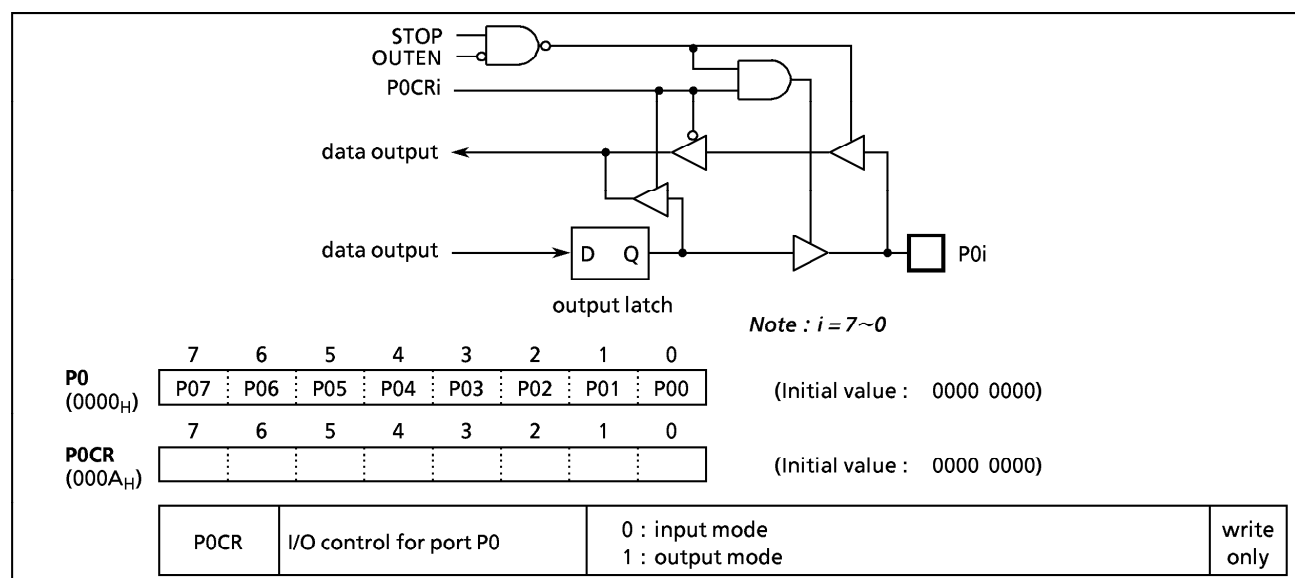 STOP
OUTEN
P0CRi
data output
data output
D Q
P0i
output latch
Note : i = 7~0
7 6 5 4 3 2 1 0
P0
(0000H)
P07 P06 P05 P04 P03 P02 P01 P00
(Initial value : 0000 0000)
7 6 5 4 3 2 1 0
P0CR
(000AH)
(Initial value : 0000 0000)
P0CR
I/O control for port P0
0 : input mode
1 : output mode
write
only